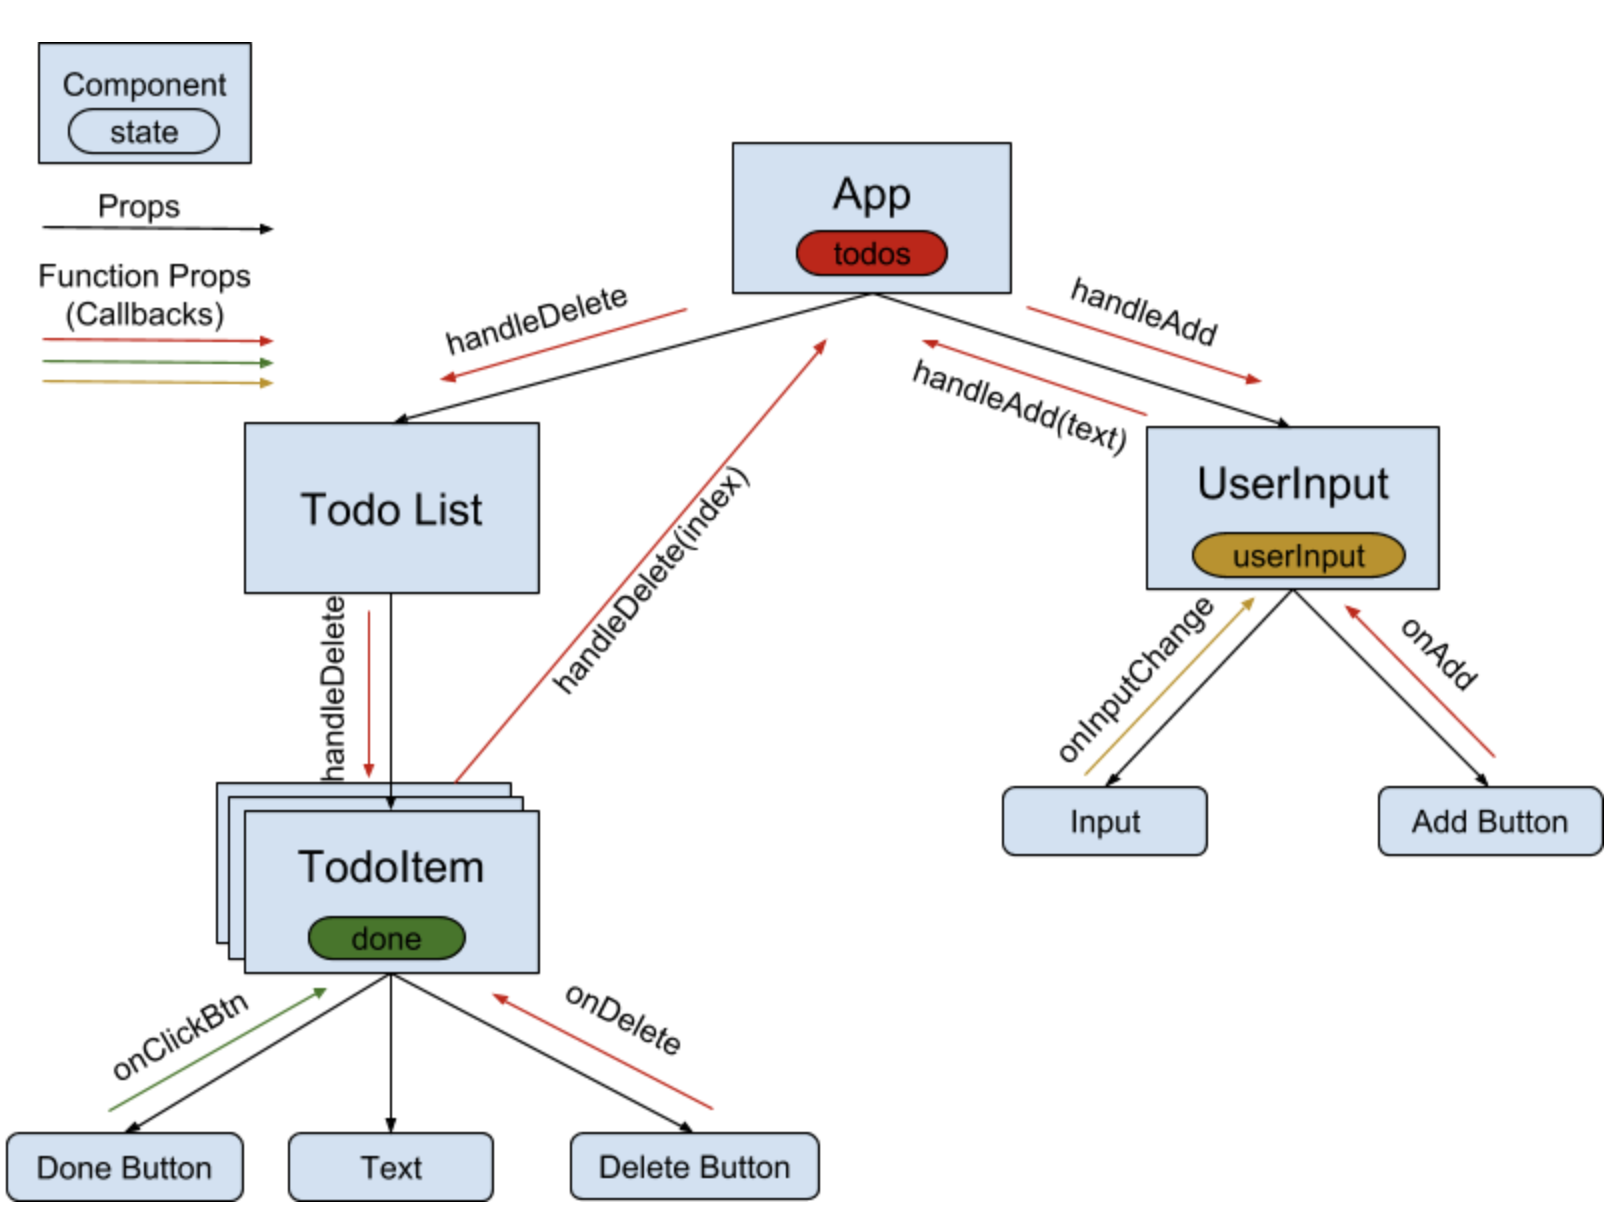 Component
state
Props
Function Props
(Callbacks)
App
todos
handleDelete
handleAdd
handleAdd(text)
Todo List
UserInput
userInput
handleDelete
handleDelete(index)
onInputChange
onAdd
Input
Add Button
TodoItem
done
onClickBtn
onDelete
Done Button
Text
Delete Button